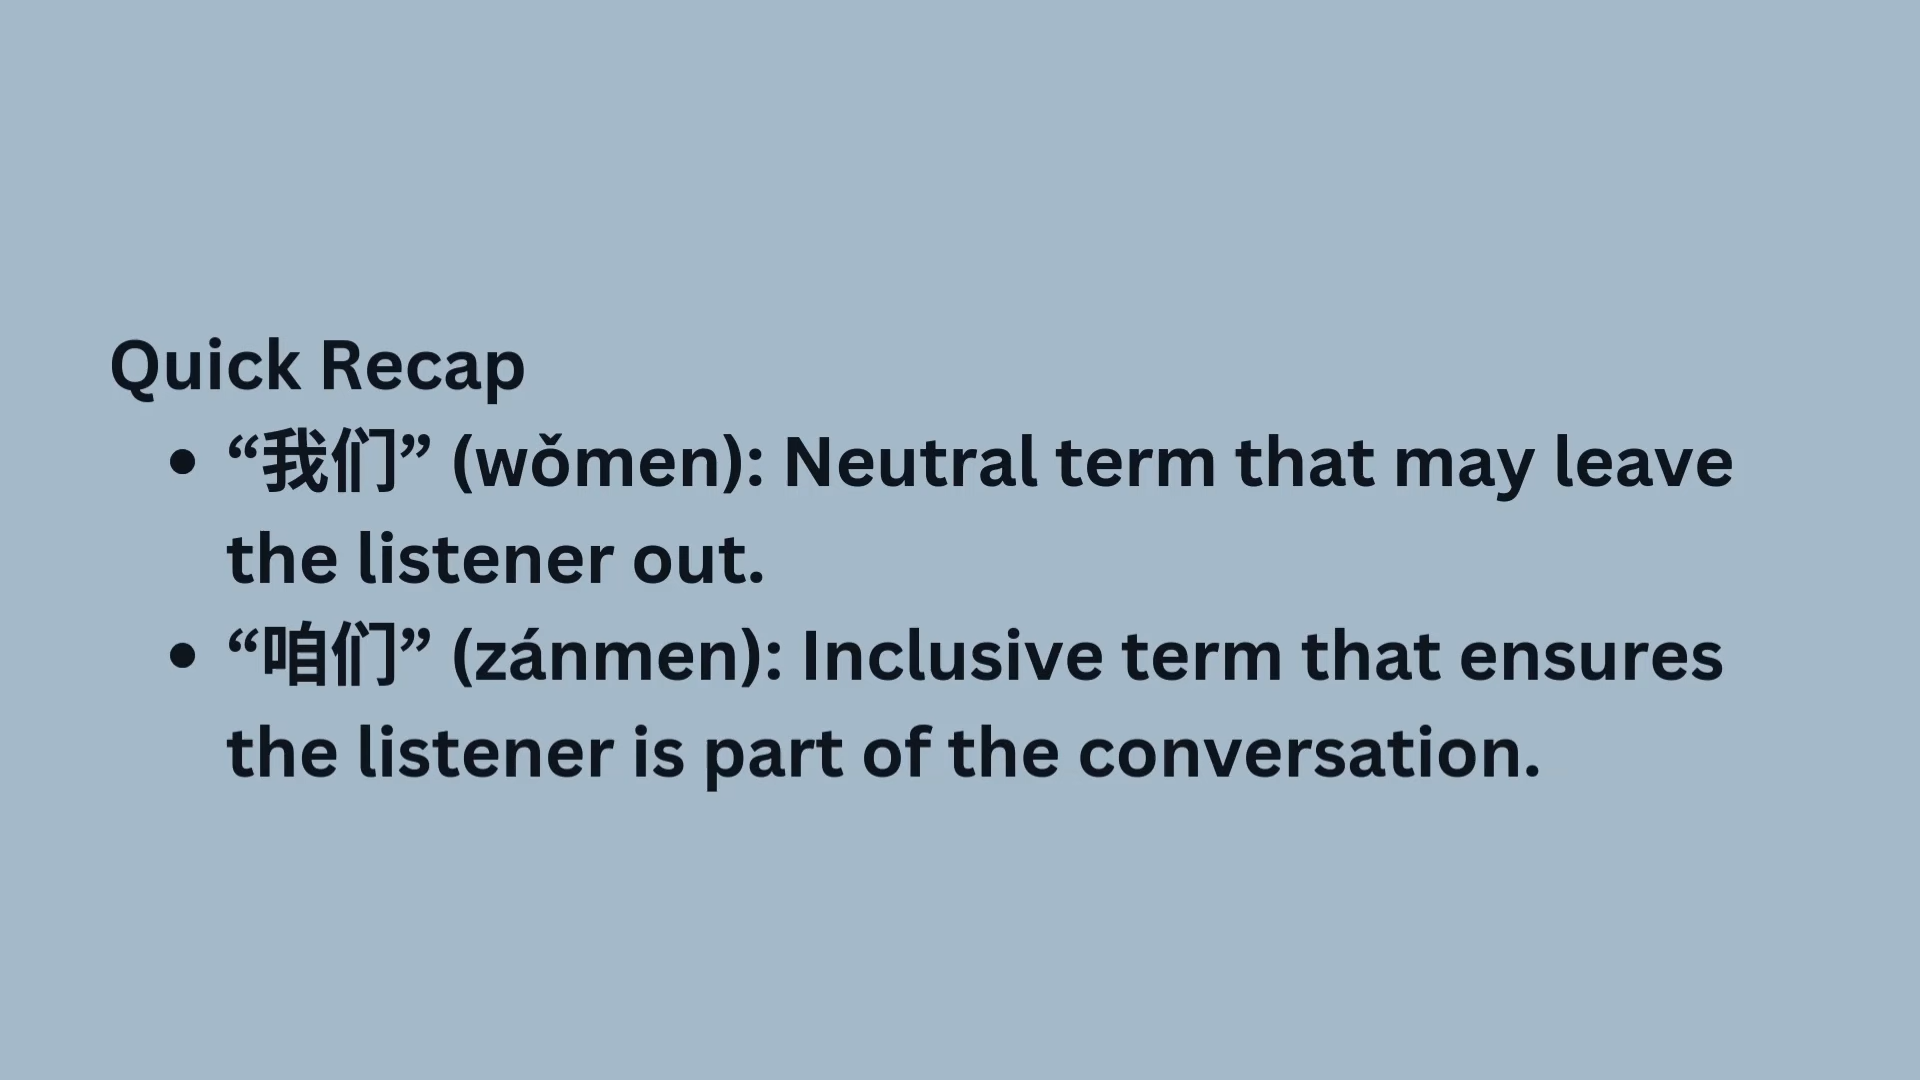 Quick Recap
• “我们” (wǒmen): Neutral term that may leave
the listener out.
• “咱们” (zánmen): Inclusive term that ensures
the listener is part of the conversation.